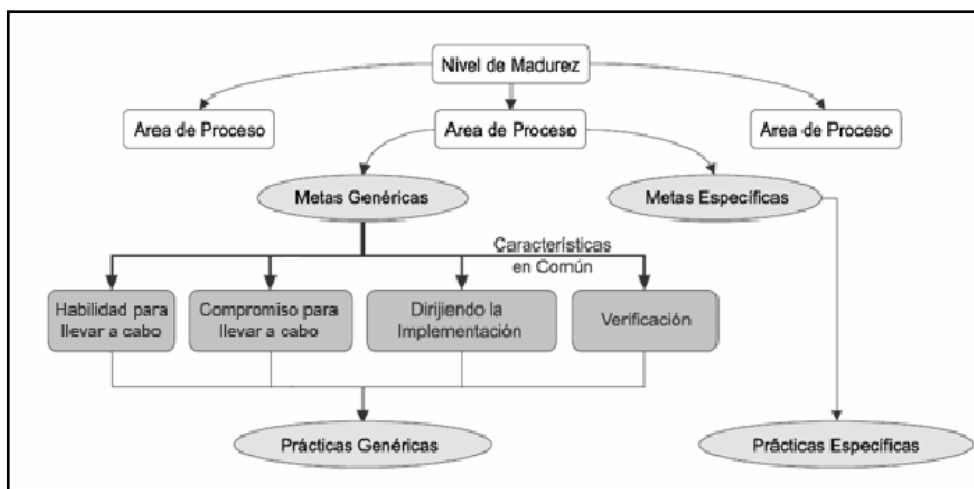 Nivel de Madurez
Area de Proceso
Area de Proceso
Area de Proceso
Metas Genéricas
Metas Específicas
Características
en Común
Habilidad para
llevar a cabo
Compromiso para
llevar a cabo
Dirijiendo la
Implementación
Verificación
Prácticas Genéricas
Prácticas Específicas